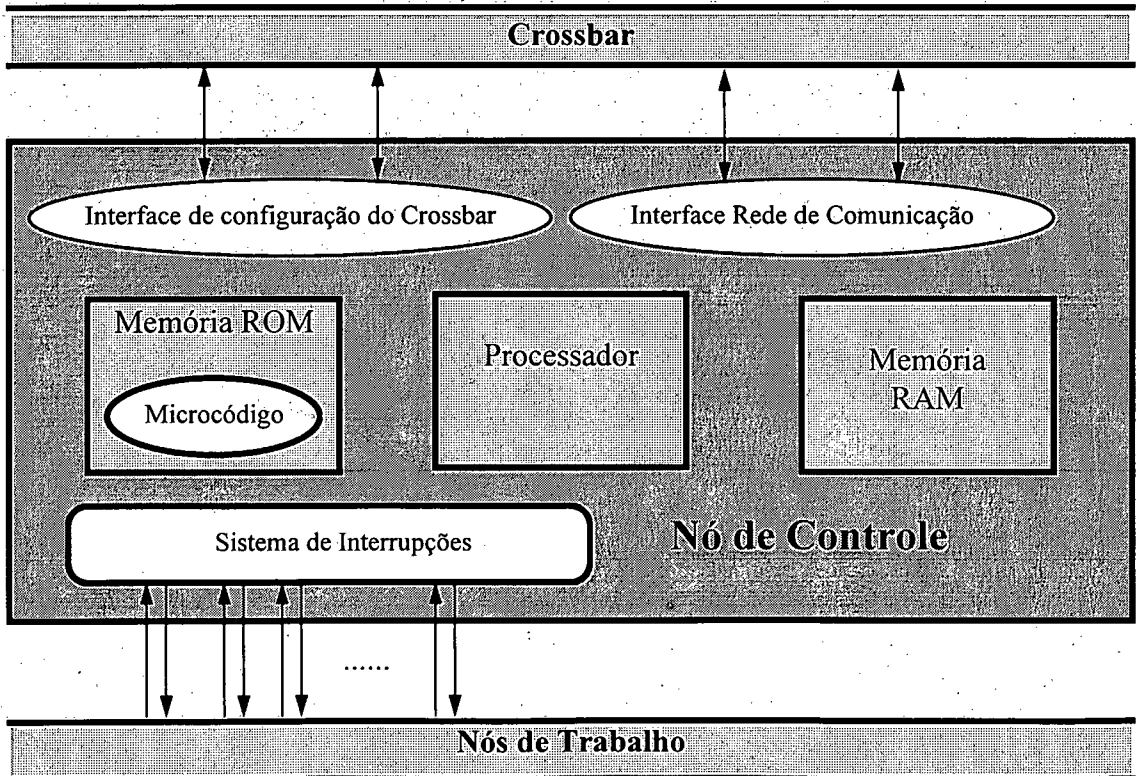 Crossbar
Interface de configuração do Crossbar
Interface Rede de Comunicação
Memória ROM
Microcódigo
Processador
Memória
RAM
Sistema de Interrupções
Nó de Controle
......
Nós de Trabalho